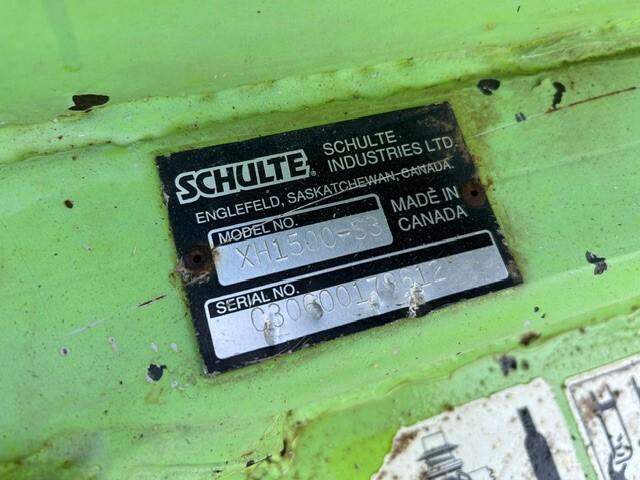 SCHULTE®
SCHULTE
INDUSTRIES LTD.
ENGLEFELD, SASKATCHEWAN, CANADA.
MODEL NO.
XH1500-S3
MADE IN
CANADA
SERIAL NO.